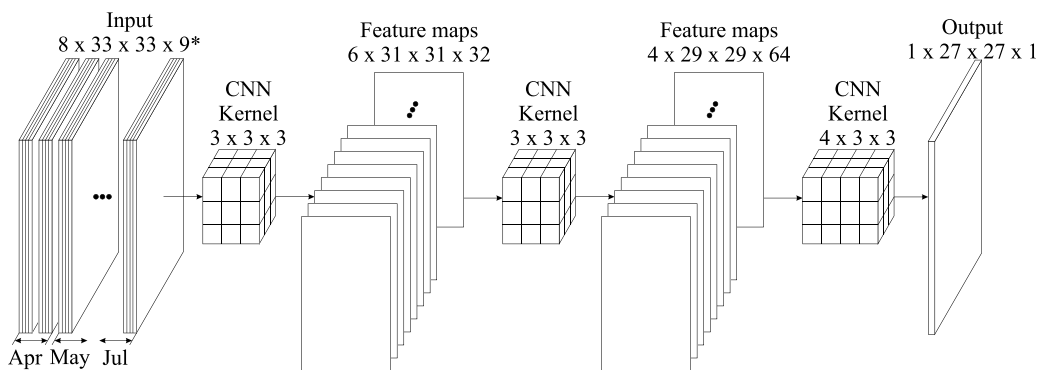 Input
8 x 33 x 33 x 9*
Apr
May
Jul
CNN
Kernel
3 x 3 x 3
Feature maps
6 x 31 x 31 x 32
CNN
Kernel
3 x 3 x 3
Feature maps
4 x 29 x 29 x 64
CNN
Kernel
4 x 3 x 3
Output
1 x 27 x 27 x 1